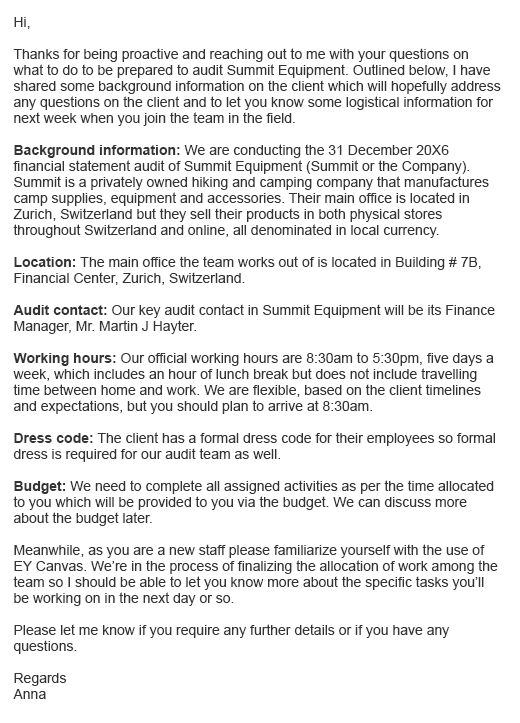 Hi,
Thanks for being proactive and reaching out to me with your questions on
what to do to be prepared to audit Summit Equipment. Outlined below, I have
shared some background information on the client which will hopefully address
any questions on the client and to let you know some logistical information for
next week when you join the team in the field.
Background information: We are conducting the 31 December 20X6
financial statement audit of Summit Equipment (Summit or the Company).
Summit is a privately owned hiking and camping company that manufactures
camp supplies, equipment and accessories. Their main office is located in
Zurich, Switzerland but they sell their products in both physical stores
throughout Switzerland and online, all denominated in local currency.
Location: The main office the team works out of is located in Building # 7B,
Financial Center, Zurich, Switzerland.
Audit contact: Our key audit contact in Summit Equipment will be its Finance
Manager, Mr. Martin J Hayter.
Working hours: Our official working hours are 8:30am to 5:30pm, five days a
week, which includes an hour of lunch break but does not include travelling
time between home and work. We are flexible, based on the client timelines
and expectations, but you should plan to arrive at 8:30am.
Dress code: The client has a formal dress code for their employees so formal
dress is required for our audit team as well.
Budget: We need to complete all assigned activities as per the time allocated
to you which will be provided to you via the budget. We can discuss more
about the budget later.
Meanwhile, as you are a new staff please familiarize yourself with the use of
EY Canvas. We’re in the process of finalizing the allocation of work among the
team so I should be able to let you know more about the specific tasks you’ll
be working on in the next day or so.
Please let me know if you require any further details or if you have any
questions.
Regards
Anna